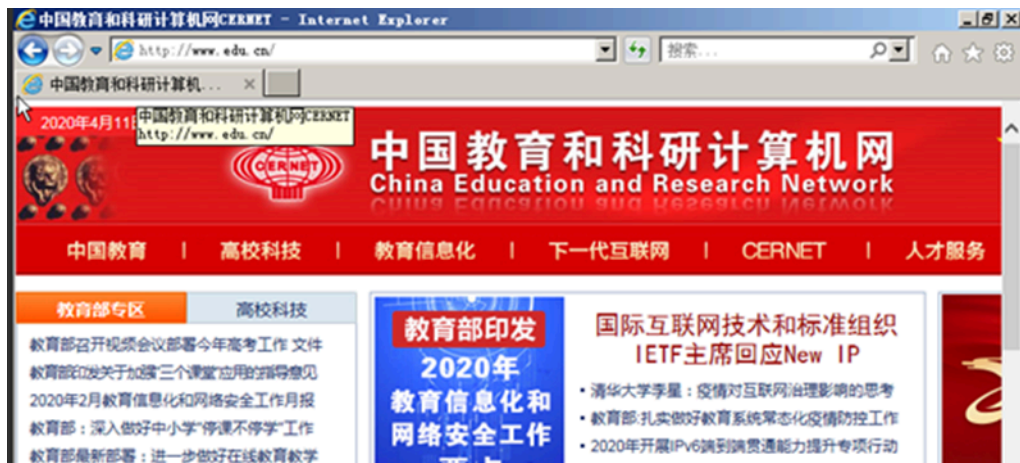 中国教育和科研计算机网CERNET - Internet Explorer
http://www.edu.cn/
搜索...
中国教育和科研计算机...
2020年4月11
中国教育和科研计算机网CERNET
http://www.edu.cn/
CERNET
中国教育和科研计算机网
China Education and Research Network
中国教育 | 高校科技 | 教育信息化 | 下一代互联网 | CERNET | 人才服务
教育部专区 高校科技
教育部召开视频会议部署今年高考工作 文件
教育部印发关于加强“三个课堂”应用的指导意见
2020年2月教育信息化和网络安全工作月报
教育部：深入做好中小学“停课不停学”工作
教育部最新部署：进一步做好在线教育教学
教育部印发
2020年
教育信息化和
网络安全工作
国际互联网技术和标准组织
IETF主席回应New IP
• 清华大学李星：疫情对互联网治理影响的思考
• 教育部:扎实做好教育系统常态化疫情防控工作
• 2020年开展IPv6端到端贯通能力提升专项行动